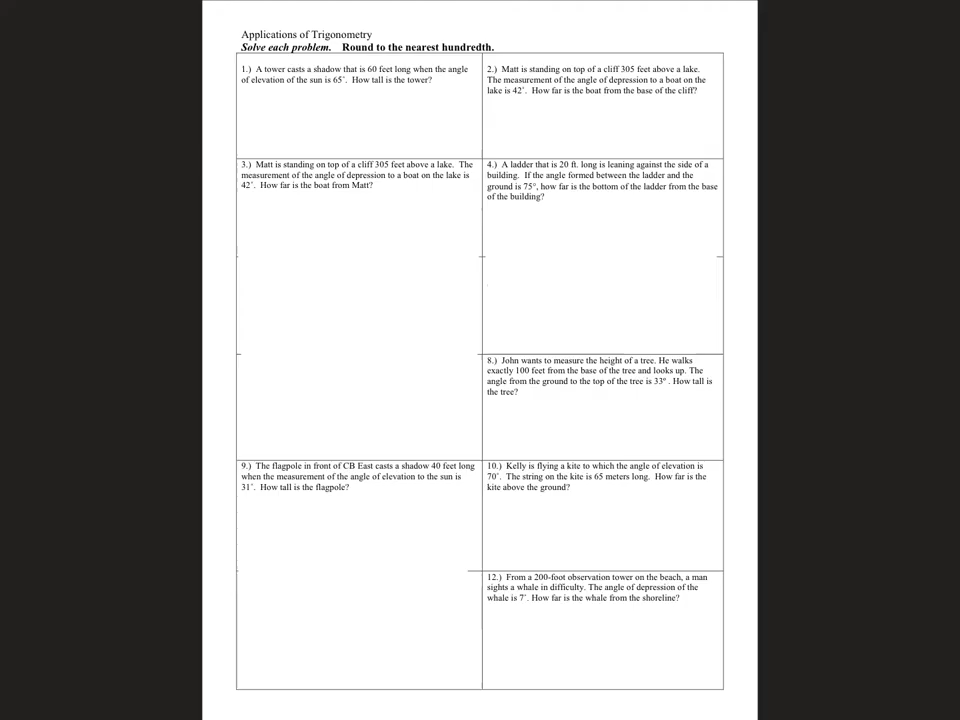 Applications of Trigonometry
Solve each problem. Round to the nearest hundredth.
1.) A tower casts a shadow that is 60 feet long when the angle
of elevation of the sun is 65˚. How tall is the tower?
2.) Matt is standing on top of a cliff 305 feet above a lake.
The measurement of the angle of depression to a boat on the
lake is 42˚. How far is the boat from the base of the cliff?
3.) Matt is standing on top of a cliff 305 feet above a lake. The
measurement of the angle of depression to a boat on the lake is
42˚. How far is the boat from Matt?
4.) A ladder that is 20 ft. long is leaning against the side of a
building. If the angle formed between the ladder and the
ground is 75°, how far is the bottom of the ladder from the base
of the building?
8.) John wants to measure the height of a tree. He walks
exactly 100 feet from the base of the tree and looks up. The
angle from the ground to the top of the tree is 33º . How tall is
the tree?
9.) The flagpole in front of CB East casts a shadow 40 feet long
when the measurement of the angle of elevation to the sun is
31˚. How tall is the flagpole?
10.) Kelly is flying a kite to which the angle of elevation is
70˚. The string on the kite is 65 meters long. How far is the
kite above the ground?
12.) From a 200-foot observation tower on the beach, a man
sights a whale in difficulty. The angle of depression of the
whale is 7˚. How far is the whale from the shoreline?